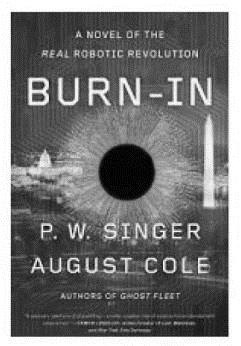 A NOVEL OF THE
REAL ROBOTIC REVOLUTION
BURN-IN
P. W. SINGER
AUGUST COLE
AUTHORS OF GHOST FLEET